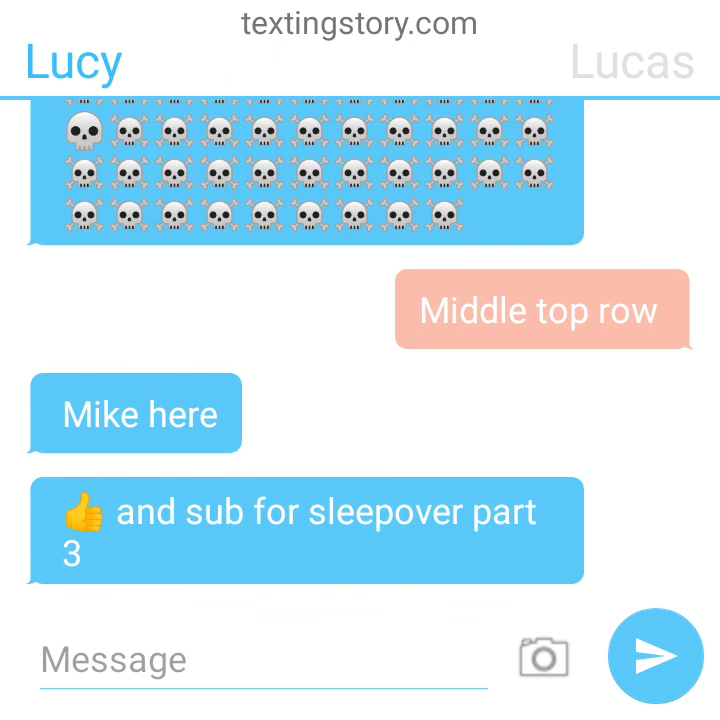 textingstory.com
Lucy
Lucas
💀☠☠☠☠☠☠☠☠☠☠
☠☠☠☠☠☠☠☠☠☠☠
☠☠☠☠☠☠☠☠☠
Middle top row
Mike here
👍 and sub for sleepover part
3
Message